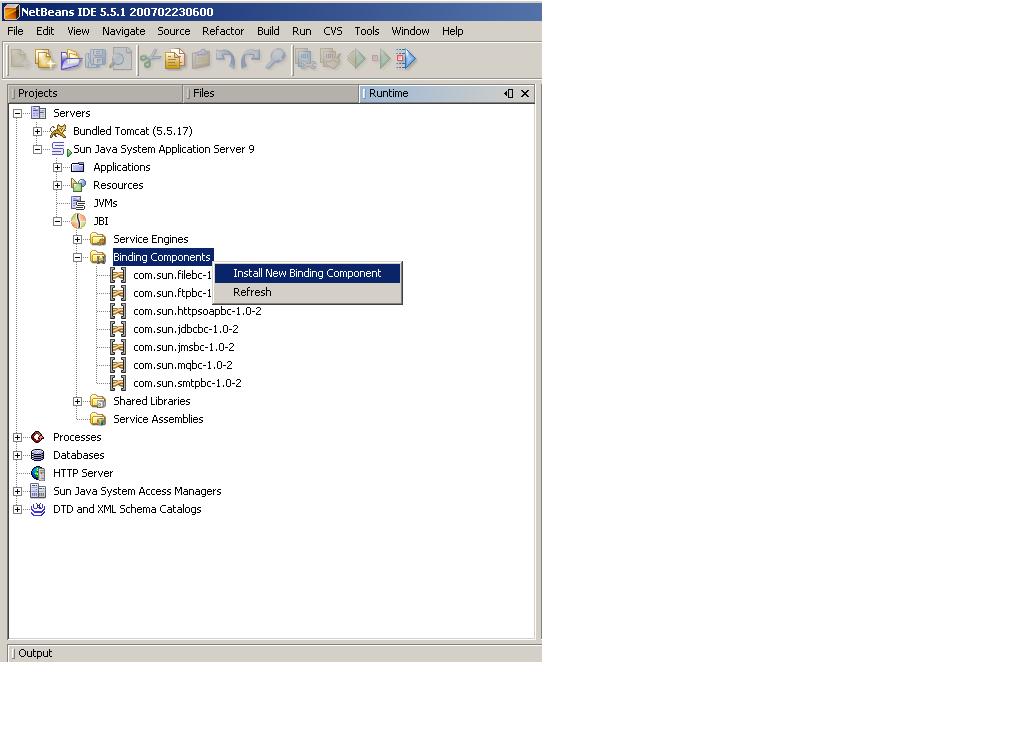 NetBeans IDE 5.5.1 200702230600
File Edit View Navigate Source Refactor Build Run CVS Tools Window Help
Projects Files Runtime
Servers
Bundled Tomcat (5.5.17)
Sun Java System Application Server 9
Applications
Resources
JVMs
JBI
Service Engines
Binding Components
com.sun.filebc-1 Install New Binding Component
com.sun.ftpbc-1 Refresh
com.sun.httpsoapbc-1.0-2
com.sun.jdbcbc-1.0-2
com.sun.jmsbc-1.0-2
com.sun.mqbc-1.0-2
com.sun.smtpbc-1.0-2
Shared Libraries
Service Assemblies
Processes
Databases
HTTP Server
Sun Java System Access Managers
DTD and XML Schema Catalogs
Output